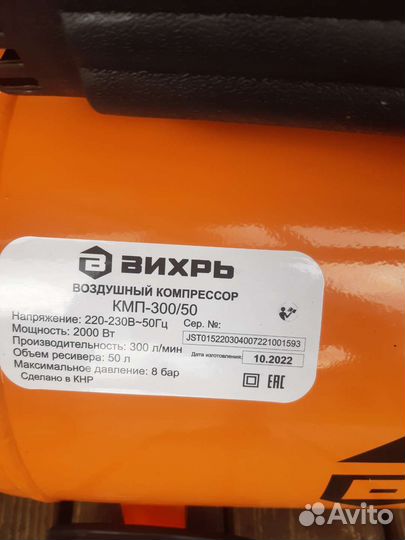 ВИХРЬ
ВОЗДУШНЫЙ КОМПРЕССОР
КМП-300/50
Напряжение: 220-230В~50Гц
Мощность: 2000 Вт
Производительность: 300 л/мин
Объем ресивера: 50 л
Максимальное давление: 8 бар
Сделано в КНР
Сер. №:
JST015220304007221001593
Дата изготовления:
10.2022
EAC
Avito